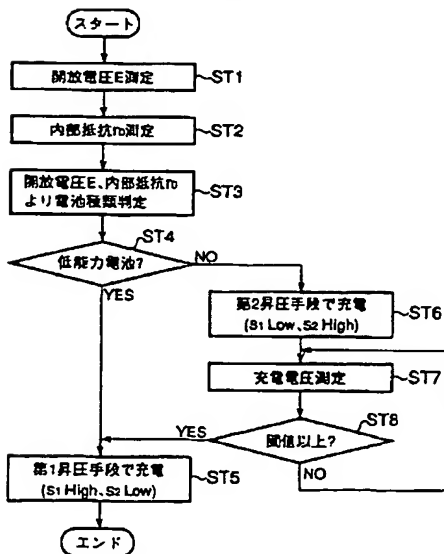 スタート
開放電圧E測定
ST1
内部抵抗r0測定
ST2
開放電圧E、内部抵抗r0
より電池種類判定
ST3
ST4
低能力電池?
NO
YES
第2昇圧手段で充電
(S1 Low、S2 High)
ST6
充電電圧測定
ST7
ST8
閾値以上?
YES
NO
第1昇圧手段で充電
(S1 High、S2 Low)
ST5
エンド